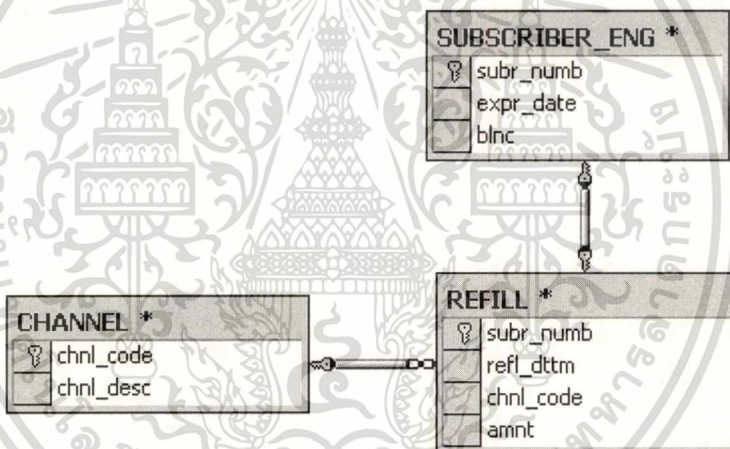 SUBSCRIBER_ENG *
subr_numb
expr_date
blnc
CHANNEL *
chnl_code
chnl_desc
REFILL *
subr_numb
refl_dttm
chnl_code
amnt